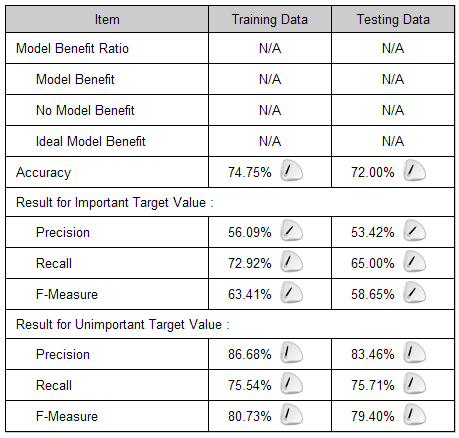 Item Training Data Testing Data
Model Benefit Ratio N/A N/A
Model Benefit N/A N/A
No Model Benefit N/A N/A
Ideal Model Benefit N/A N/A
Accuracy 74.75% 72.00%
Result for Important Target Value :
Precision 56.09% 53.42%
Recall 72.92% 65.00%
F-Measure 63.41% 58.65%
Result for Unimportant Target Value :
Precision 86.68% 83.46%
Recall 75.54% 75.71%
F-Measure 80.73% 79.40%